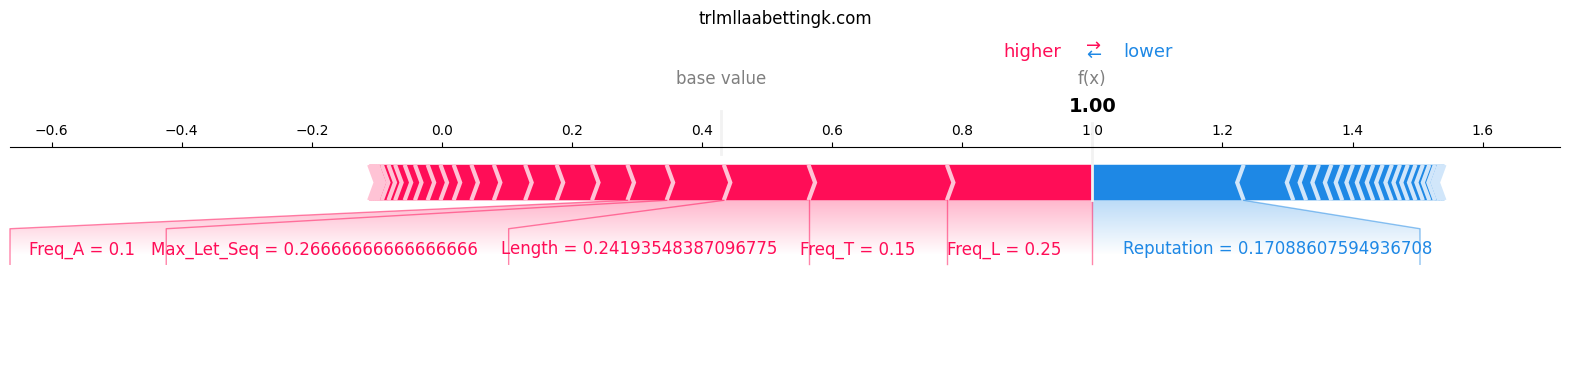 trlmllaabettingk.com
higher ⇄ lower
base value f(x)
1.00
−0.6 −0.4 −0.2 0.0 0.2 0.4 0.6 0.8 1.0 1.2 1.4 1.6
Freq_A = 0.1 Max_Let_Seq = 0.26666666666666666 Length = 0.24193548387096775 Freq_T = 0.15 Freq_L = 0.25 Reputation = 0.17088607594936708